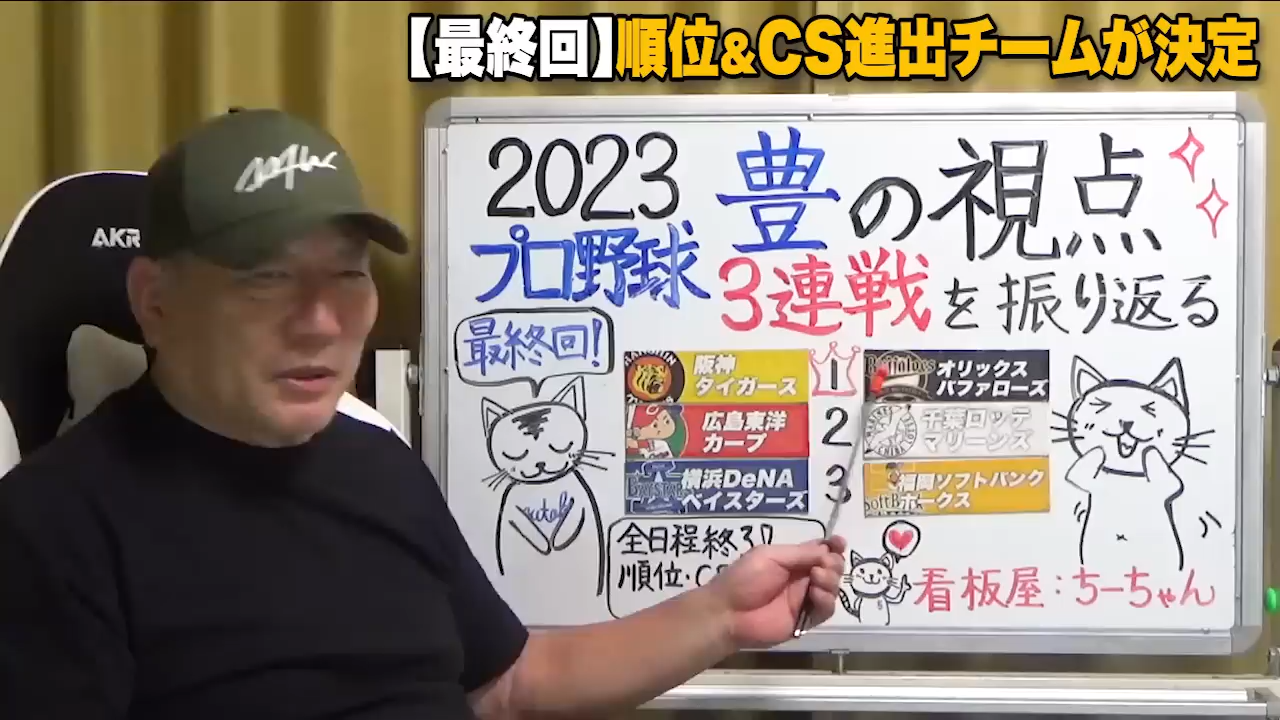 【最終回】順位&CS進出チームが決定
2023
プロ野球
豊の視点
3連戦を振り返る
最終回!
阪神
タイガース
広島東洋
カープ
横浜DeNA
ベイスターズ
1
2
3
オリックス
バファローズ
Buffaloes
千葉ロッテ
マリーンズ
福岡ソフトバンク
ホークス
全日程終了!
順位・CS
看板屋:ちーちゃん
AKR